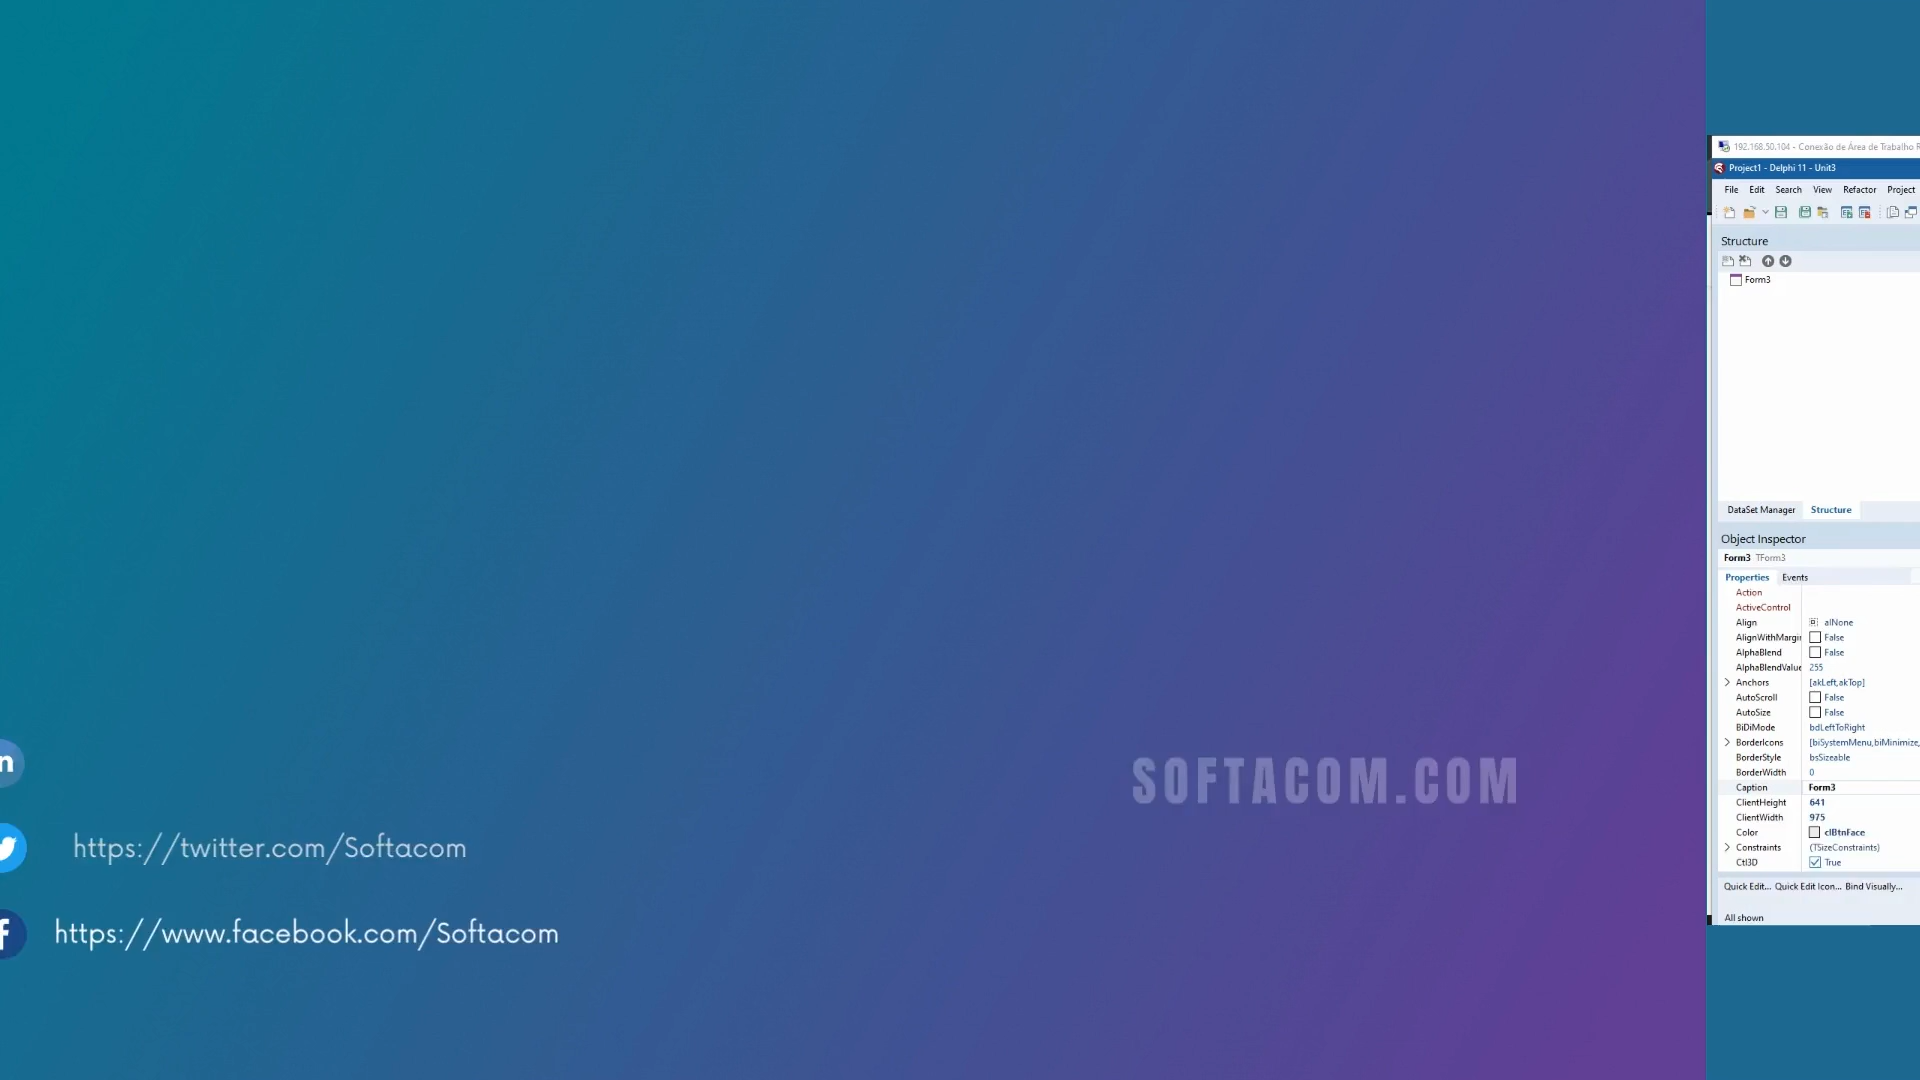 in
https://twitter.com/Softacom
https://www.facebook.com/Softacom
SOFTACOM.COM
192.168.50.104 - Conexão de Área de Trabalho R
Project1 - Delphi 11 - Unit3
File Edit Search View Refactor Project
Structure
Form3
DataSet Manager Structure
Object Inspector
Form3 TForm3
Properties Events
Action
ActiveControl
Align alNone
AlignWithMargin False
AlphaBlend False
AlphaBlendValue 255
Anchors [akLeft,akTop]
AutoScroll False
AutoSize False
BiDiMode bdLeftToRight
BorderIcons [biSystemMenu,biMinimize,
BorderStyle bsSizeable
BorderWidth 0
Caption Form3
ClientHeight 641
ClientWidth 975
Color clBtnFace
Constraints (TSizeConstraints)
Ctl3D True
Quick Edit... Quick Edit Icon... Bind Visually...
All shown